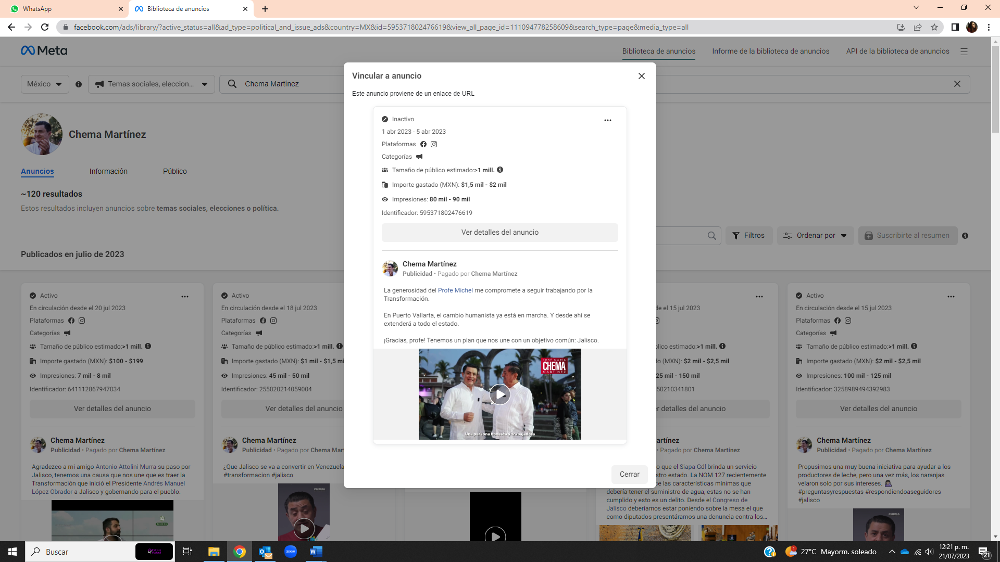 WhatsApp
Biblioteca de anuncios
facebook.com/ads/library/?active_status=all&ad_type=political_and_issue_ads&country=MX&id=595371802476619&view_all_page_id=111094778258609&search_type=page&media_type=all
Meta
Biblioteca de anuncios
Informe de la biblioteca de anuncios
API de la biblioteca de anuncios
México
Temas sociales, eleccion...
Chema Martínez
Chema Martínez
Anuncios
Información
Público
~120 resultados
Estos resultados incluyen anuncios sobre temas sociales, elecciones o política.
Filtros
Ordenar por
Suscribirte al resumen
Publicados en julio de 2023
Vincular a anuncio
Este anuncio proviene de un enlace de URL
Inactivo
1 abr 2023 - 5 abr 2023
Plataformas
Categorías
Tamaño de público estimado:>1 mill.
Importe gastado (MXN): $1,5 mil - $2 mil
Impresiones: 80 mil - 90 mil
Identificador: 595371802476619
Ver detalles del anuncio
Chema Martínez
Publicidad • Pagado por Chema Martínez
La generosidad del Profe Michel me compromete a seguir trabajando por la
Transformación.
En Puerto Vallarta, el cambio humanista ya está en marcha. Y desde ahí se
extenderá a todo el estado.
¡Gracias, profe! Tenemos un plan que nos une con un objetivo común: Jalisco.
JOSÉ MARÍA
CHEMA
MARTÍNEZ
Una persona honesta y trabajadora
Cerrar
Activo
En circulación desde el 20 jul 2023
Plataformas
Categorías
Tamaño de público estimado:>1 mill.
Importe gastado (MXN): $100 - $199
Impresiones: 7 mil - 8 mil
Identificador: 641112867947034
Ver detalles del anuncio
Chema Martínez
Publicidad • Pagado por Chema Martínez
Agradezco a mi amigo Antonio Attolini Murra su paso por
Jalisco, tenemos una causa que nos une que es traer la
Transformación que inició el Presidente Andrés Manuel
López Obrador a Jalisco y gobernando para el pueblo.
Activo
En circulación desde el 18 jul 2023
Plataformas
Categorías
Tamaño de público estimado:>1 mill.
Importe gastado (MXN): $1 mil - $1,5 mi
Impresiones: 45 mil - 50 mil
Identificador: 255020214059004
Ver detalles del anuncio
Chema Martínez
Publicidad • Pagado por Chema Mar
¿Que Jalisco se va a convertir en Venezuela
#transformacion #jalisco
CHEMA
de el 15 jul 2023
blico estimado:>1 mill.
o (MXN): $2 mil - $2,5 mil
25 mil - 150 mil
50210341801
r detalles del anuncio
artínez
• Pagado por Chema Martínez
o que el Siapa Gdl brinda un servicio
stro estado. La NOM 127 recientemente
ce las características mínimas que
debería tener el suministro de agua, estas no se han
cumplido y esto es un delito. Desde el Congreso de
Jalisco deberíamos estar poniendo sobre la mesa el que
como diputados presentáramos una denuncia contra los...
Activo
En circulación desde el 15 jul 2023
Plataformas
Categorías
Tamaño de público estimado:>1 mill.
Importe gastado (MXN): $2 mil - $2,5 mil
Impresiones: 100 mil - 125 mil
Identificador: 3258989494392983
Ver detalles del anuncio
Chema Martínez
Publicidad • Pagado por Chema Martínez
Propusimos una muy buena iniciativa para ayudar a los
productores de leche, pero una vez más, los naranjas
velaron solo por sus intereses.
#preguntasyrespuestas #respondiendoaseguidores
#jalisco
CHEMA
Buscar
zoom
1
27°C Mayorm. soleado
12:21 p. m.
21/07/2023
21